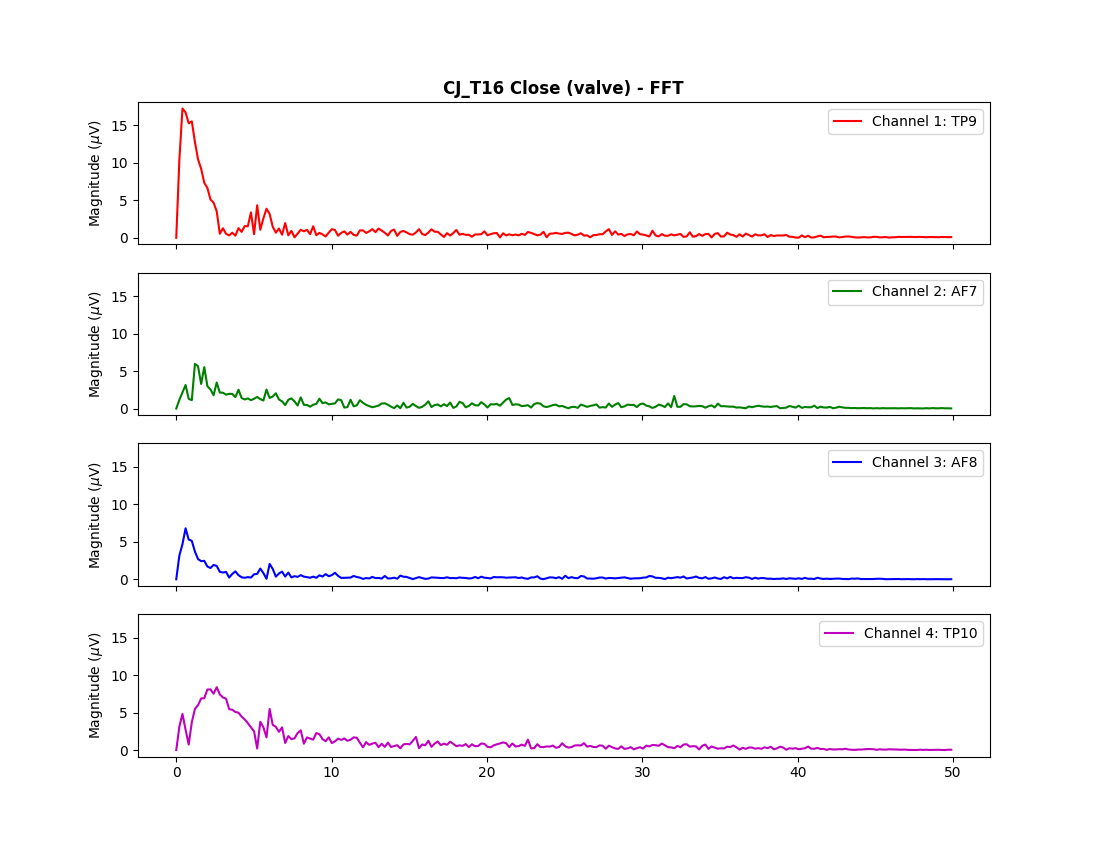 CJ_T16 Close (valve) - FFT
Magnitude (μV)
15
10
5
0
Channel 1: TP9
Magnitude (μV)
15
10
5
0
Channel 2: AF7
Magnitude (μV)
15
10
5
0
Channel 3: AF8
Magnitude (μV)
15
10
5
0
Channel 4: TP10
0 10 20 30 40 50